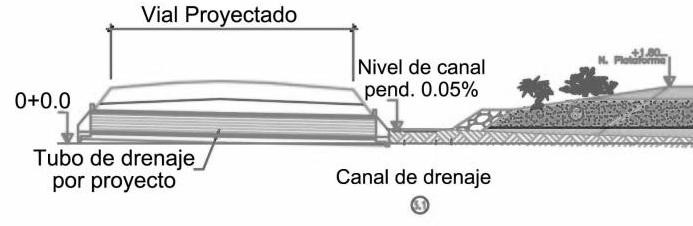 Vial Proyectado
+1.80
N. Plataforma
Nivel de canal
pend. 0.05%
0+0.0
Tubo de drenaje
por proyecto
Canal de drenaje